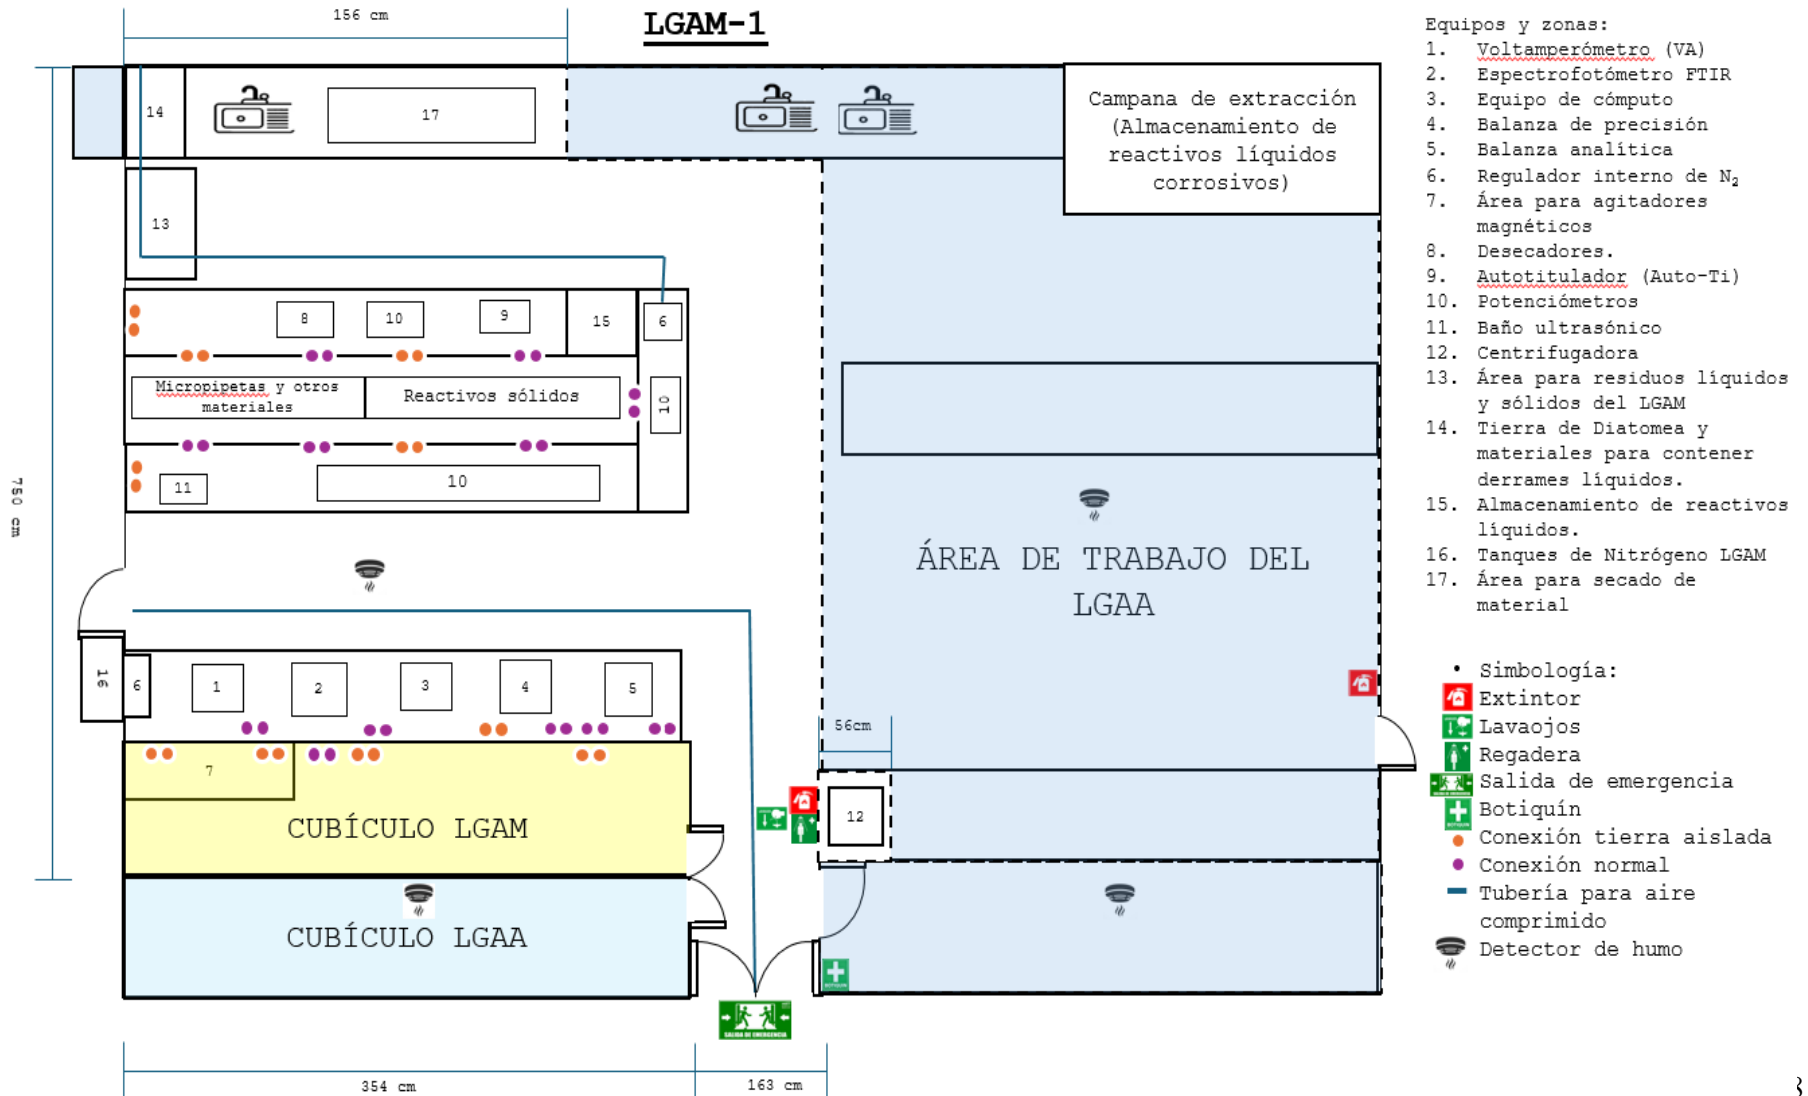 156 cm
LGAM-1
14
17
Campana de extracción
(Almacenamiento de
reactivos líquidos
corrosivos)
13
8
10
9
15
6
Micropipetas y otros
materiales
Reactivos sólidos
10
11
10
750 cm
ÁREA DE TRABAJO DEL
LGAA
16
6
1
2
3
4
5
56cm
7
CUBÍCULO LGAM
12
CUBÍCULO LGAA
BOTIQUÍN
SALIDA DE EMERGENCIA
354 cm
163 cm
Equipos y zonas:
1. Voltamperómetro (VA)
2. Espectrofotómetro FTIR
3. Equipo de cómputo
4. Balanza de precisión
5. Balanza analítica
6. Regulador interno de N₂
7. Área para agitadores
magnéticos
8. Desecadores.
9. Autotitulador (Auto-Ti)
10. Potenciómetros
11. Baño ultrasónico
12. Centrifugadora
13. Área para residuos líquidos
y sólidos del LGAM
14. Tierra de Diatomea y
materiales para contener
derrames líquidos.
15. Almacenamiento de reactivos
líquidos.
16. Tanques de Nitrógeno LGAM
17. Área para secado de
material
• Simbología:
Extintor
Lavaojos
Regadera
Salida de emergencia
Botiquín
Conexión tierra aislada
Conexión normal
Tubería para aire
comprimido
Detector de humo